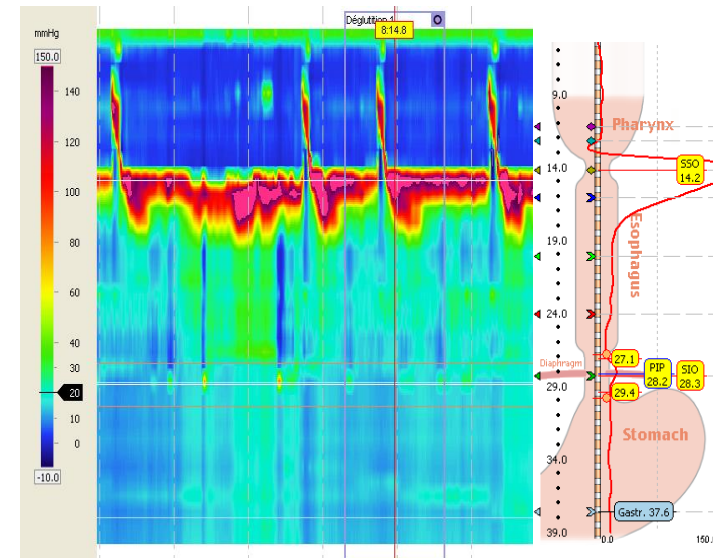 mmHg
150.0
140
120
100
80
60
40
30
20
10
0
-10.0
Déglutition 1
8:14.8
9.0
14.0
19.0
24.0
29.0
34.0
39.0
Pharynx
SSO
14.2
Esophagus
27.1
Diaphragm
PIP
28.2
SIO
28.3
29.4
Stomach
Gastr. 37.6
0.0
150.